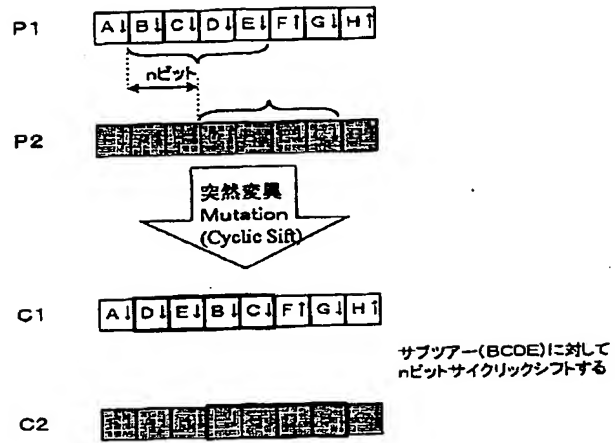 P1 A↓ B↓ C↓ D↓ E↓ F↑ G↓ H↑
nビット
P2
突然変異
Mutation
(Cyclic Sift)
C1 A↓ D↓ E↓ B↓ C↓ F↑ G↓ H↑
サブツアー(BCDE)に対して
nビットサイクリックシフトする
C2